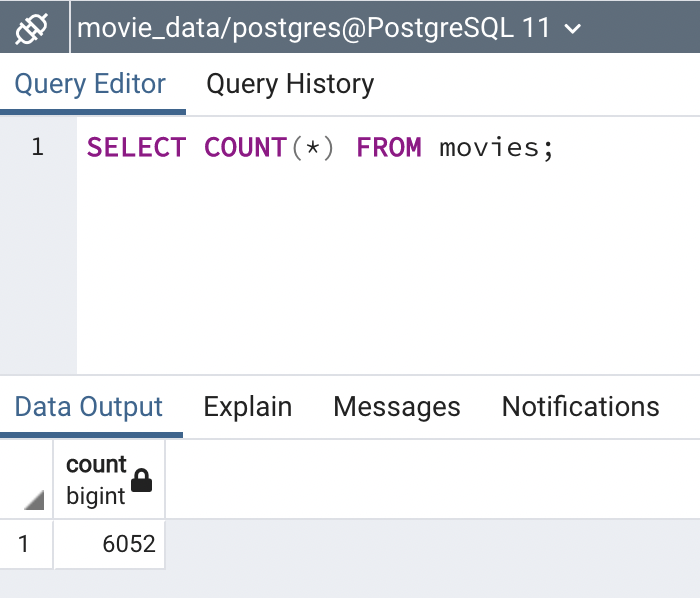 movie_data/postgres@PostgreSQL 11
Query Editor Query History
1 SELECT COUNT(*) FROM movies;
Data Output Explain Messages Notifications
count
bigint
1 6052